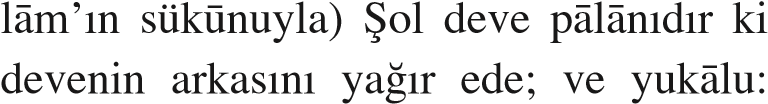 lām’ın sükūnuyla) Şol deve pālānıdır ki
devenin arkasını yağır ede; ve yukālu: